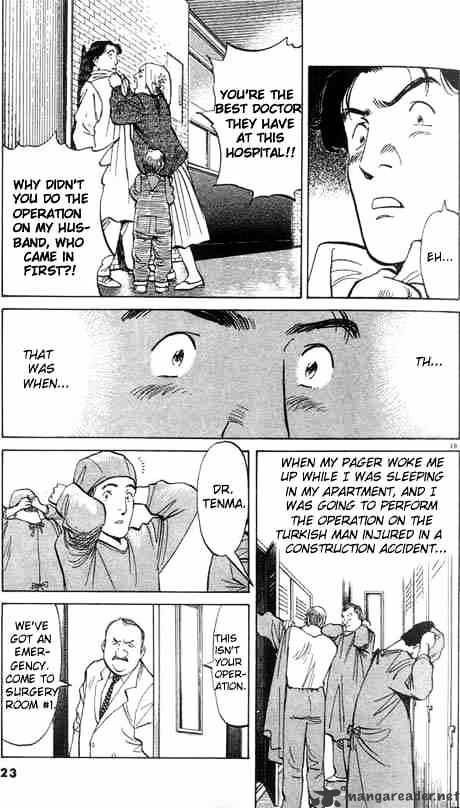 EH...
YOU'RE THE
BEST DOCTOR
THEY HAVE
AT THIS
HOSPITAL!!
WHY DIDN'T
YOU DO THE
OPERATION
ON MY HUS-
BAND, WHO
CAME IN
FIRST?!
TH...
THAT
WAS
WHEN...
19
WHEN MY PAGER WOKE ME
UP WHILE I WAS SLEEPING
IN MY APARTMENT, AND I
WAS GOING TO PERFORM
THE OPERATION ON THE
TURKISH MAN INJURED IN A
CONSTRUCTION ACCIDENT...
DR.
TENMA.
THIS
ISN'T
YOUR
OPER-
ATION.
WE'VE
GOT AN
EMER-
GENCY.
COME TO
SURGERY
ROOM #1.
23
mangareader.net